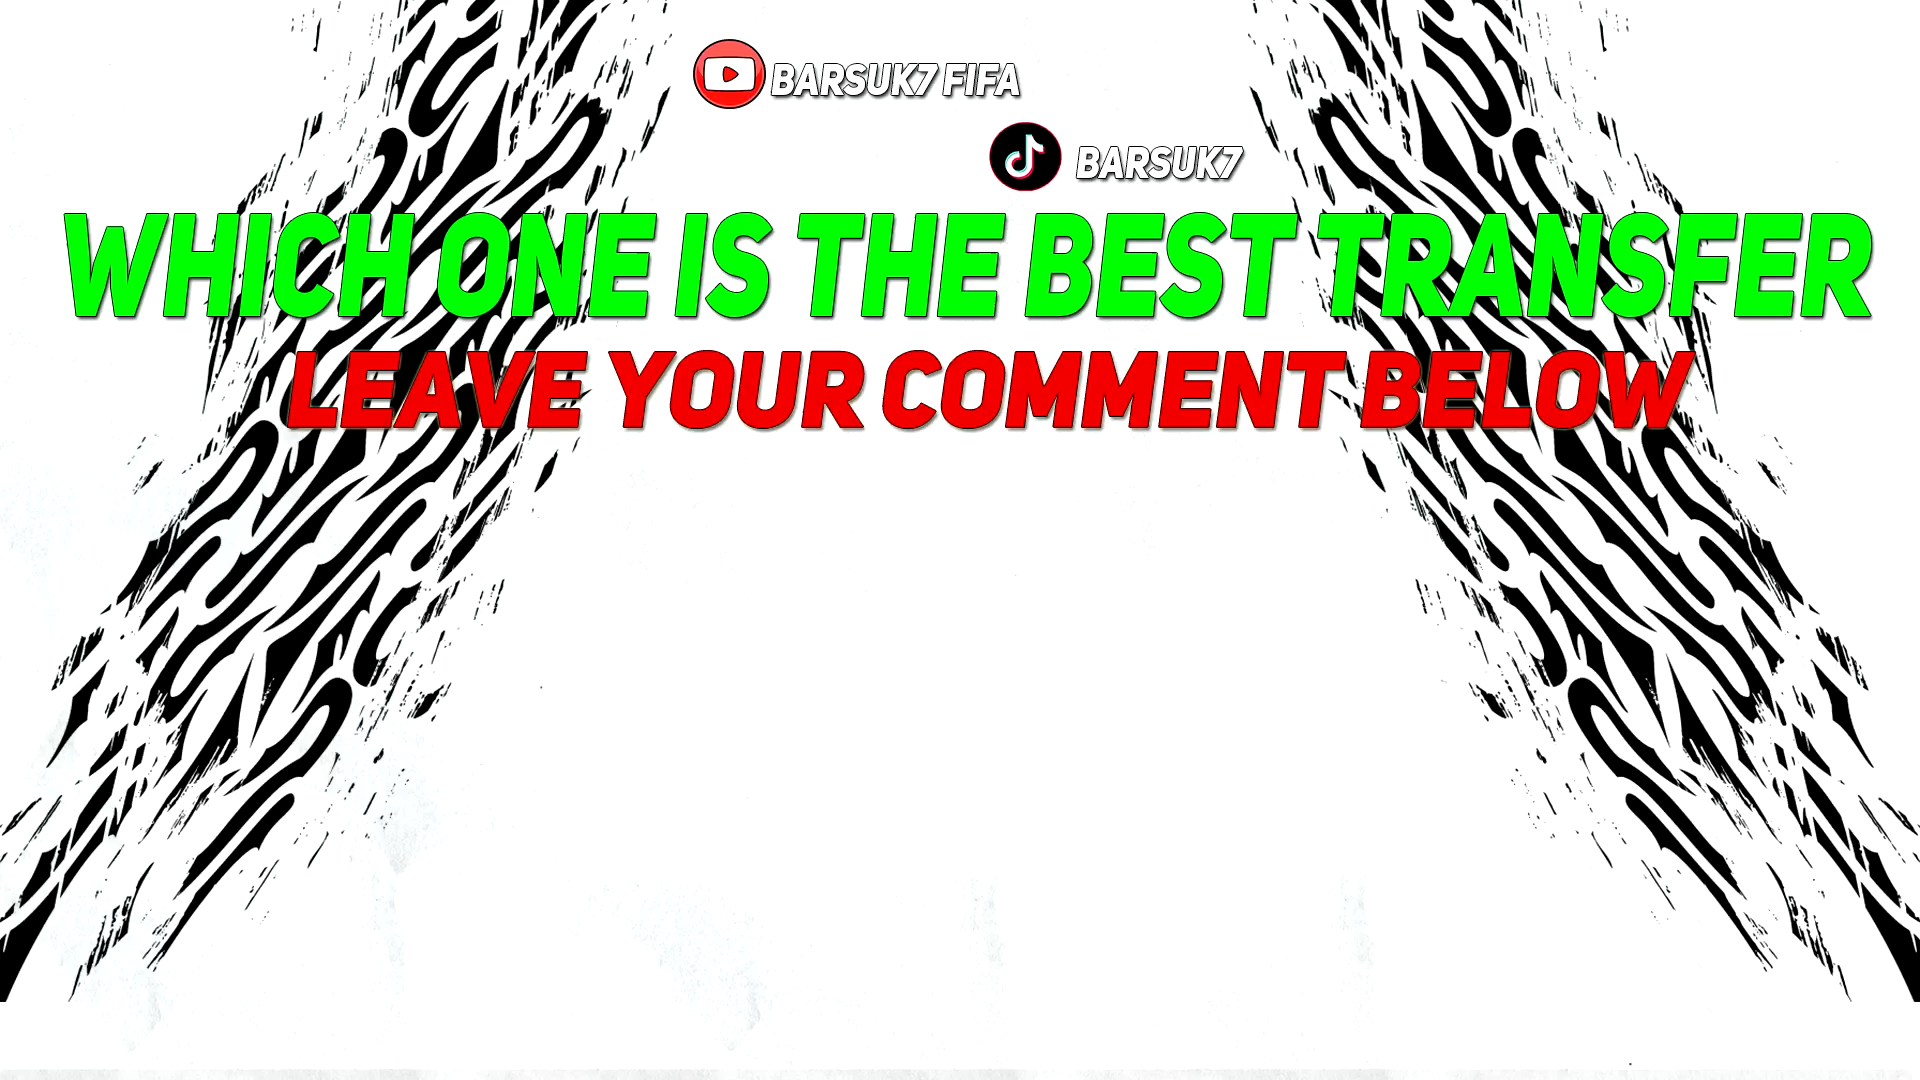 BARSUK7 FIFA
BARSUK7
WHICH ONE IS THE BEST TRANSFER
LEAVE YOUR COMMENT BELOW